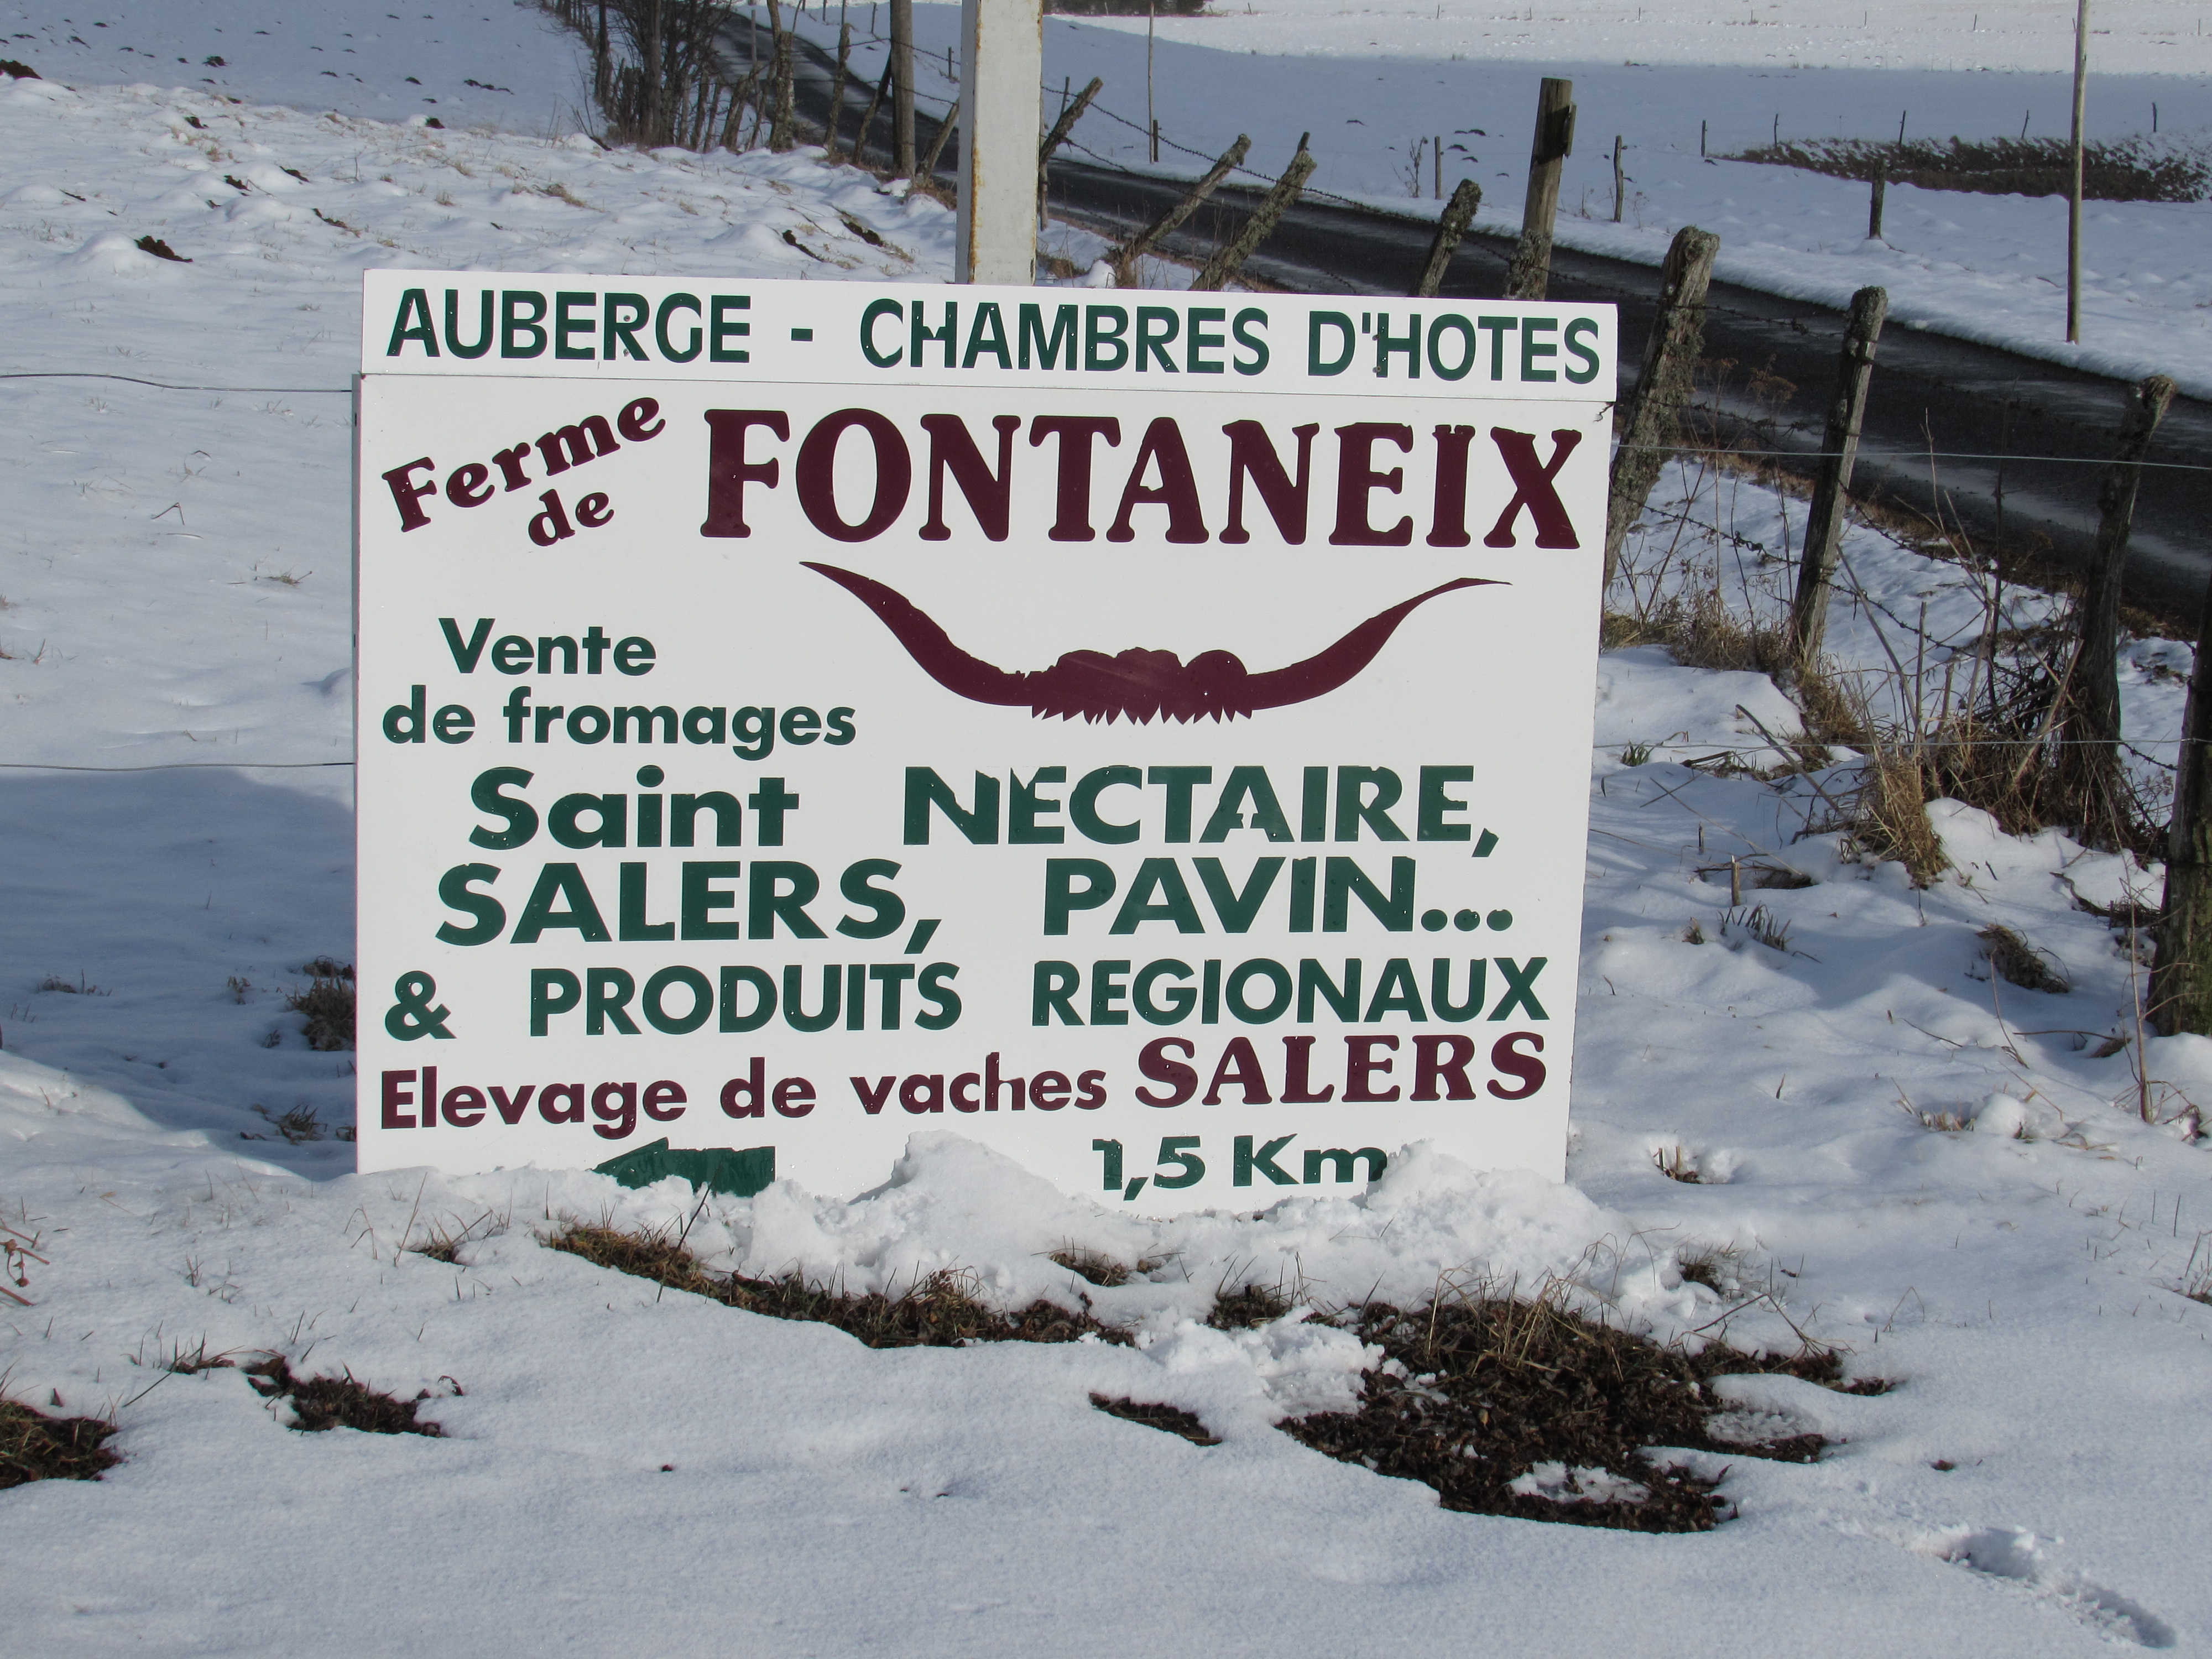 AUBERGE - CHAMBRES D'HOTES
Ferme de FONTANEIX
Vente
de fromages
Saint NECTAIRE,
SALERS, PAVIN...
& PRODUITS REGIONAUX
Elevage de vaches SALERS
1,5 Km